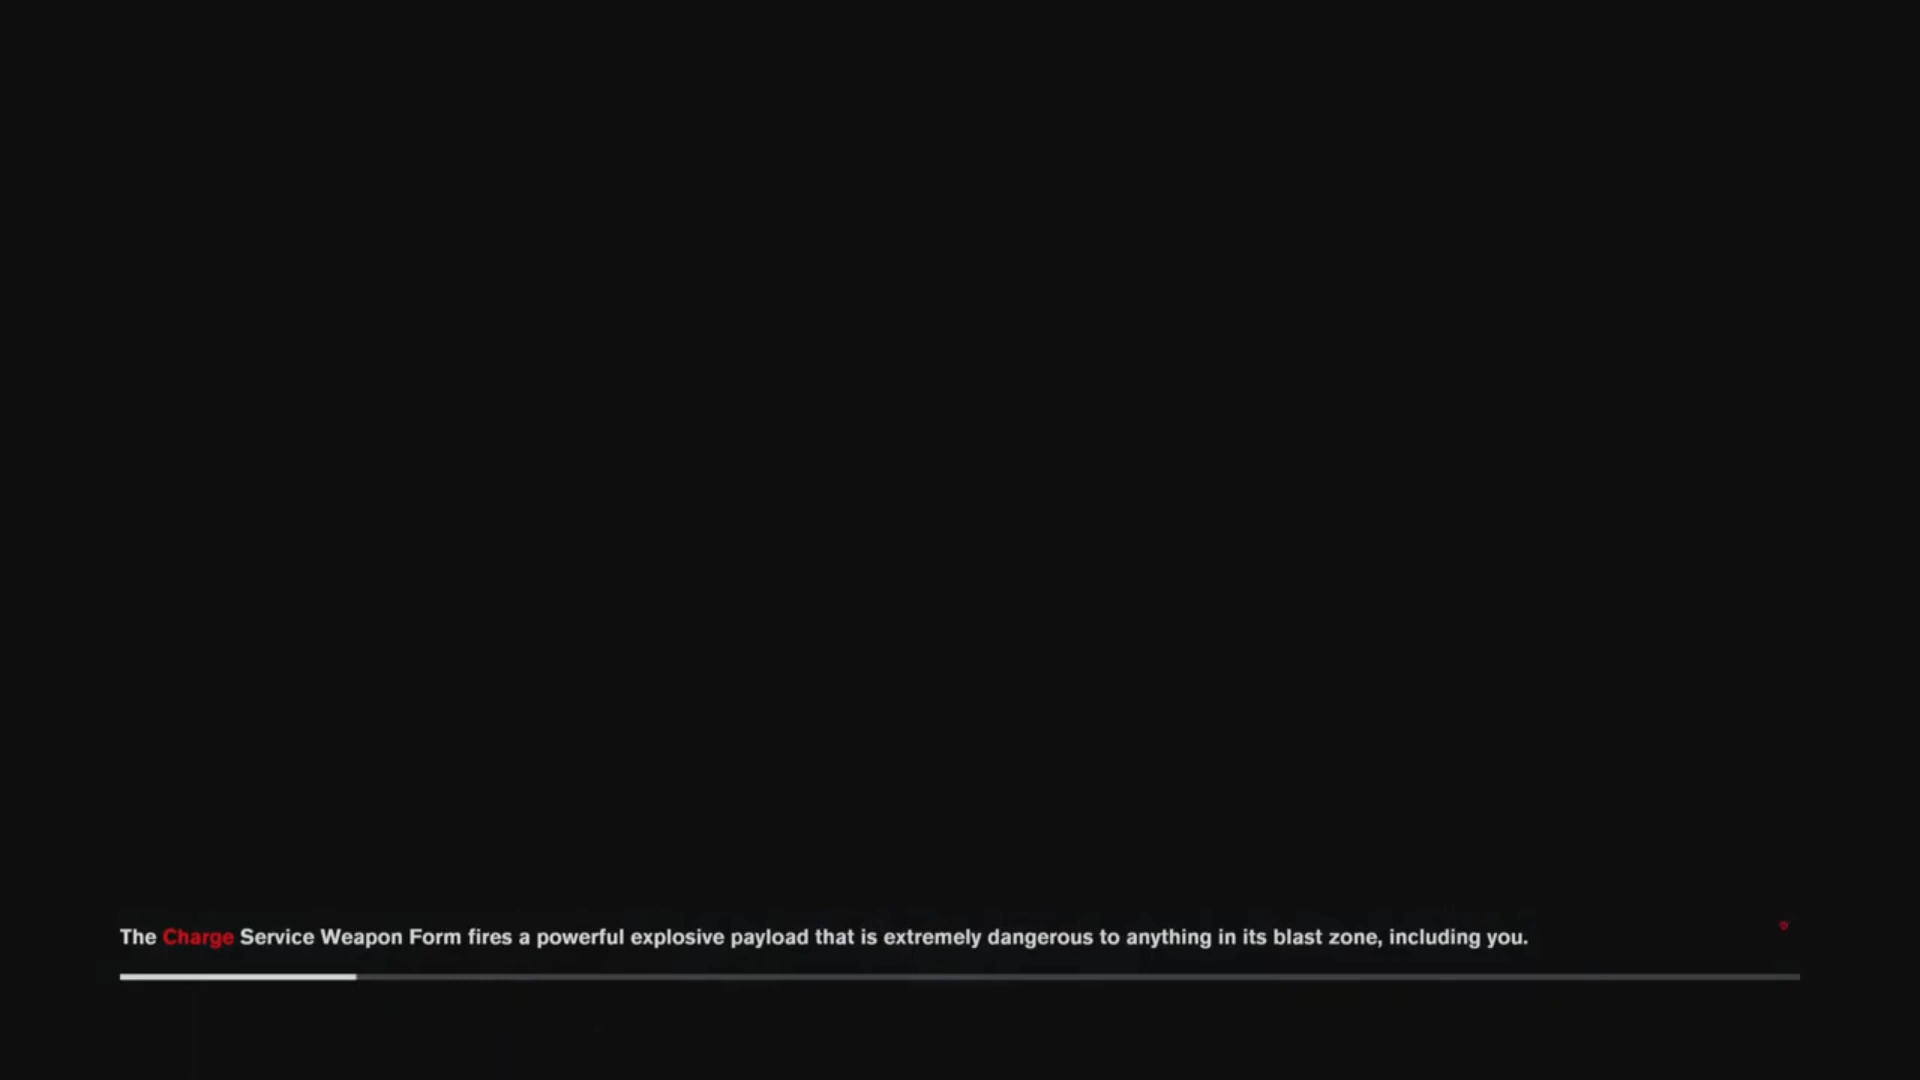 The Charge Service Weapon Form fires a powerful explosive payload that is extremely dangerous to anything in its blast zone, including you.